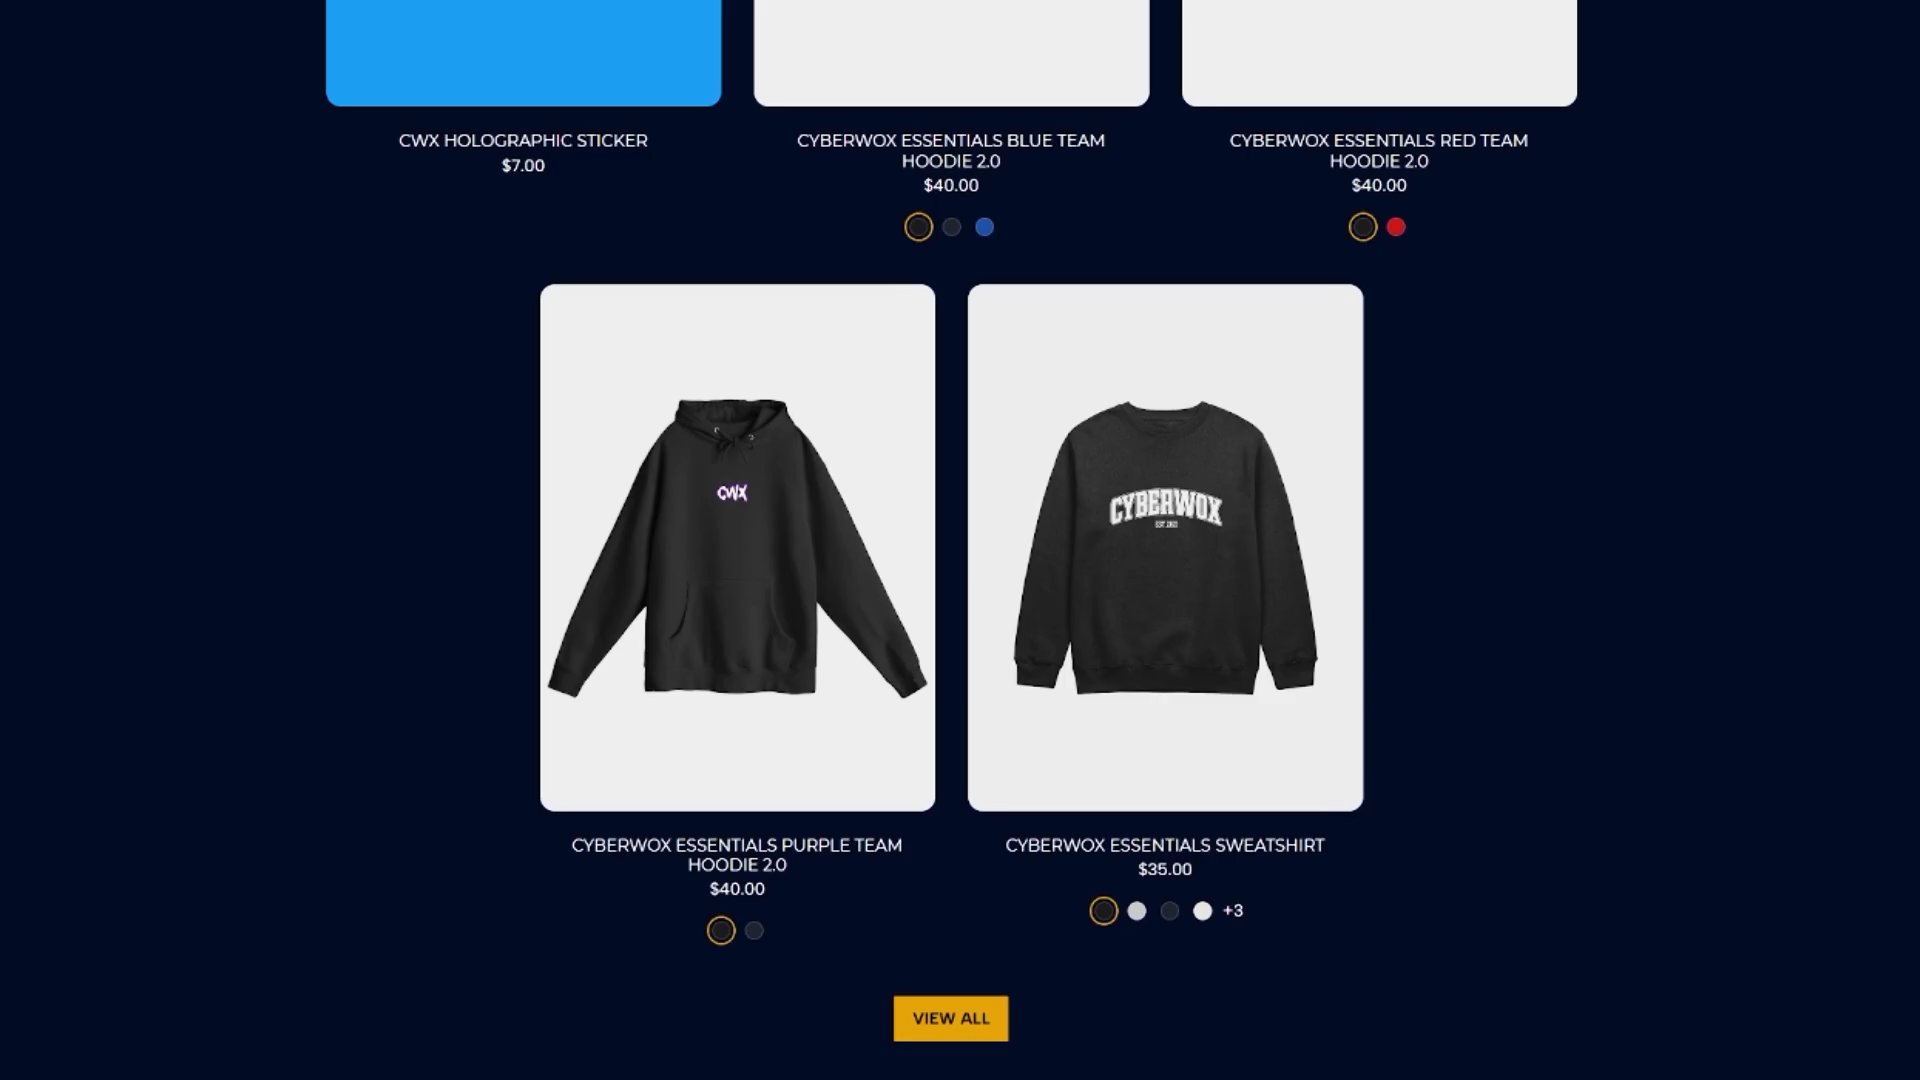 CWX HOLOGRAPHIC STICKER
$7.00
CYBERWOX ESSENTIALS BLUE TEAM
HOODIE 2.0
$40.00
CYBERWOX ESSENTIALS RED TEAM
HOODIE 2.0
$40.00
CWX
CYBERWOX
CYBERWOX ESSENTIALS PURPLE TEAM
HOODIE 2.0
$40.00
CYBERWOX ESSENTIALS SWEATSHIRT
$35.00
+3
VIEW ALL